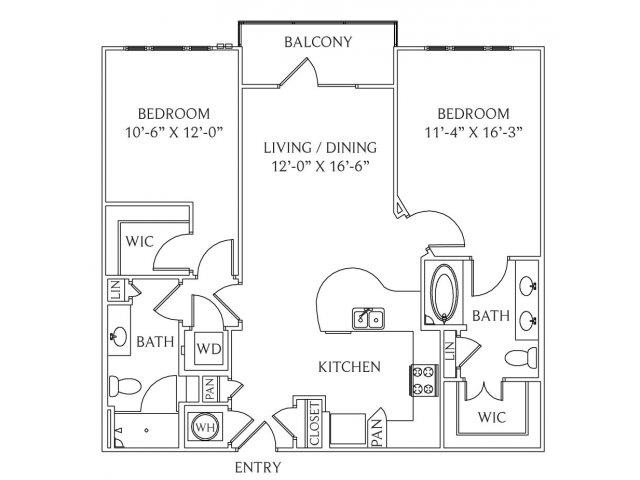 BALCONY
BEDROOM
10'-6" X 12'-0"
BEDROOM
11'-4" X 16'-3"
LIVING / DINING
12'-0" X 16'-6"
WIC
LIN
BATH
WD
BATH
LIN
KITCHEN
PAN
WIC
WH
CLOSET
PAN
ENTRY